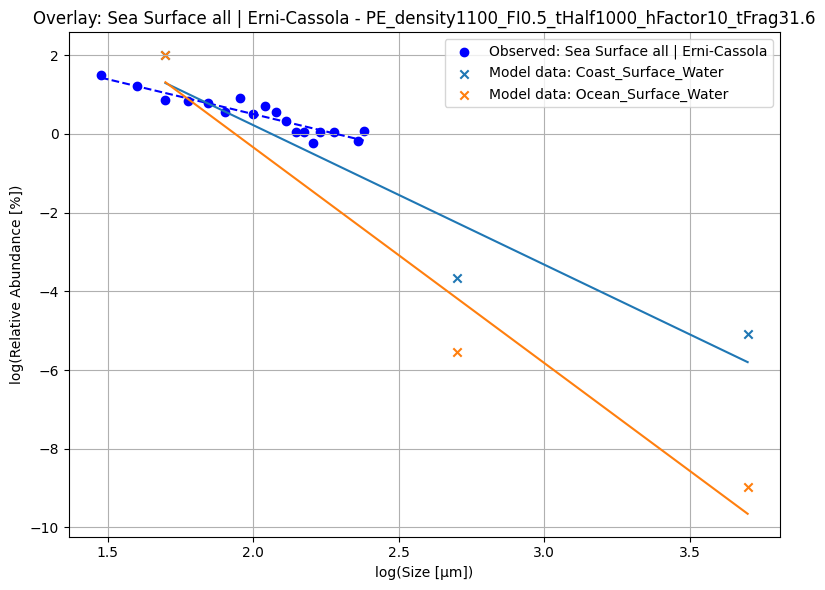 Overlay: Sea Surface all | Erni-Cassola - PE_density1100_FI0.5_tHalf1000_hFactor10_tFrag31.6
Observed: Sea Surface all | Erni-Cassola
Model data: Coast_Surface_Water
Model data: Ocean_Surface_Water
log(Relative Abundance [%])
2
0
−2
−4
−6
−8
−10
1.5
2.0
2.5
3.0
3.5
log(Size [µm])